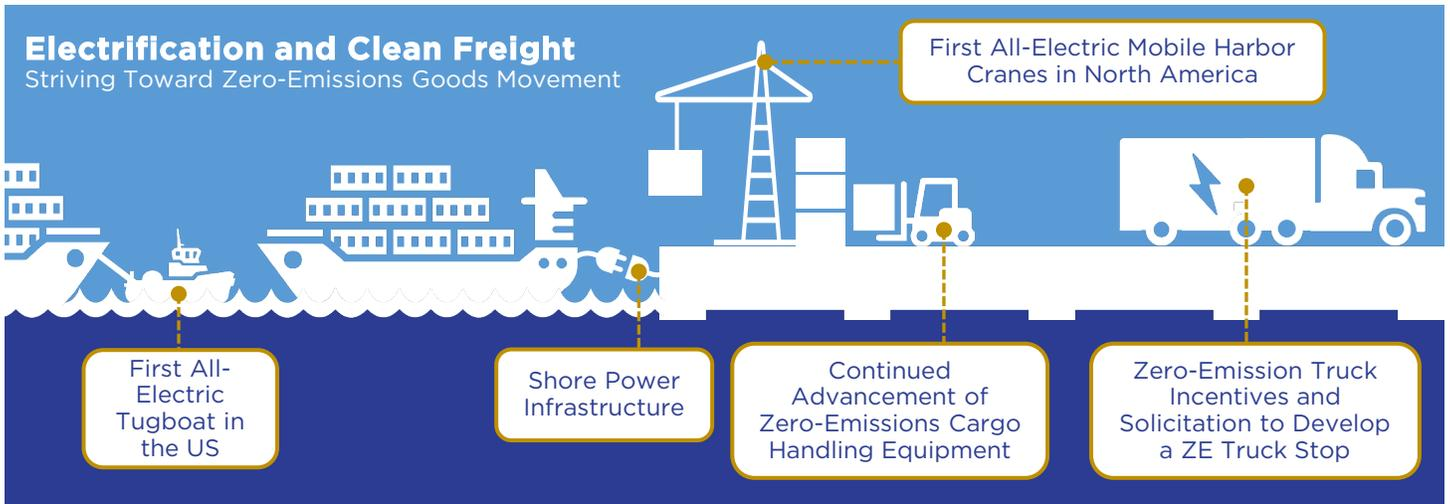 Electrification and Clean Freight
Striving Toward Zero-Emissions Goods Movement
First All-Electric Mobile Harbor
Cranes in North America
First All-
Electric
Tugboat in
the US
Shore Power
Infrastructure
Continued
Advancement of
Zero-Emissions Cargo
Handling Equipment
Zero-Emission Truck
Incentives and
Solicitation to Develop
a ZE Truck Stop